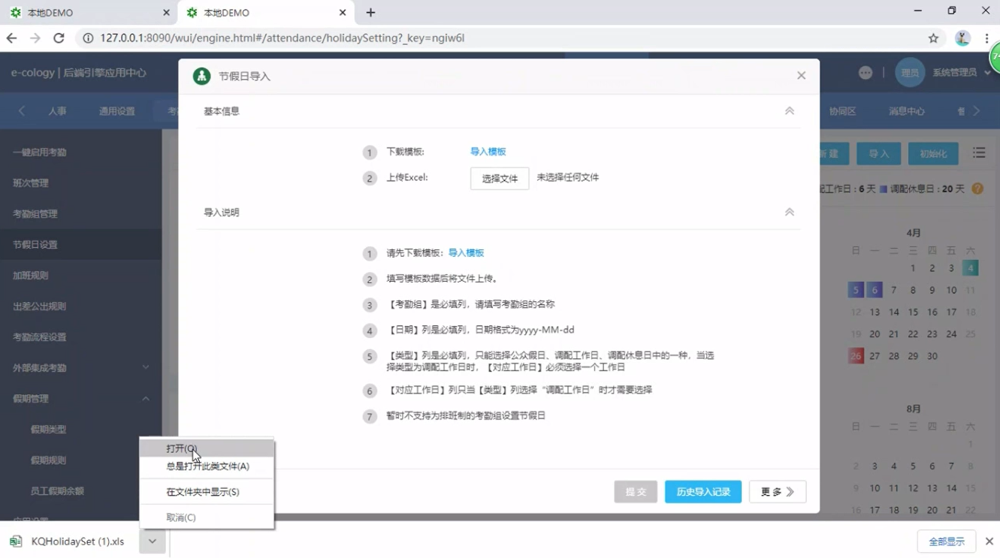 本地DEMO
本地DEMO
127.0.0.1:8090/wui/engine.html#/attendance/holidaySetting?_key=ngiw6l
74
e-cology | 后端引擎应用中心
理员
系统管理员
人事
通用设置
协同区
消息中心
一键启用考勤
班次管理
考勤组管理
节假日设置
加班规则
出差公出规则
考勤流程设置
外部集成考勤
假期管理
假期类型
假期规则
员工假期余额
节假日导入
基本信息
1 下载模板: 导入模板
2 上传Excel: 选择文件 未选择任何文件
导入说明
1 请先下载模板: 导入模板
2 填写模板数据后将文件上传。
3 【考勤组】是必填列，请填写考勤组的名称
4 【日期】列是必填列，日期格式为yyyy-MM-dd
5 【类型】列是必填列，只能选择公众假日、调配工作日、调配休息日中的一种，当选
择类型为调配工作日时，【对应工作日】必须选择一个工作日
6 【对应工作日】列只当【类型】列选择“调配工作日”时才需要选择
7 暂时不支持为排班制的考勤组设置节假日
提交 历史导入记录 更多
新建 导入 初始化
配工作日：6 天 调配休息日：20 天
4月
日 一 二 三 四 五 六
1 2 3 4
5 6 7 8 9 10 11
12 13 14 15 16 17 18
19 20 21 22 23 24 25
26 27 28 29 30
8月
日 一 二 三 四 五 六
1
2 3 4 5 6 7 8
9 10 11 12 13 14 15
16 17 18 19 20 21 22
打开(O)
总是打开此类文件(A)
在文件夹中显示(S)
取消(C)
KQHolidaySet (1).xls
全部显示